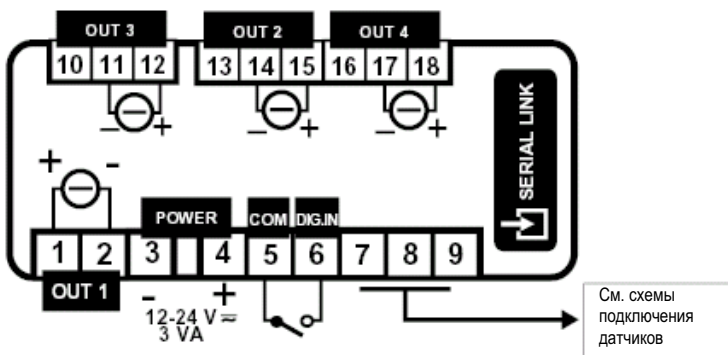 OUT 3
OUT 2
OUT 4
10 11 12
13 14 15 16 17 18
− +
− +
− +
SERIAL LINK
+ -
POWER
COM
DIG.IN
1 2 3 4 5 6 7 8 9
OUT 1
- +
12-24 V ≂
3 VA
См. схемы
подключения
датчиков